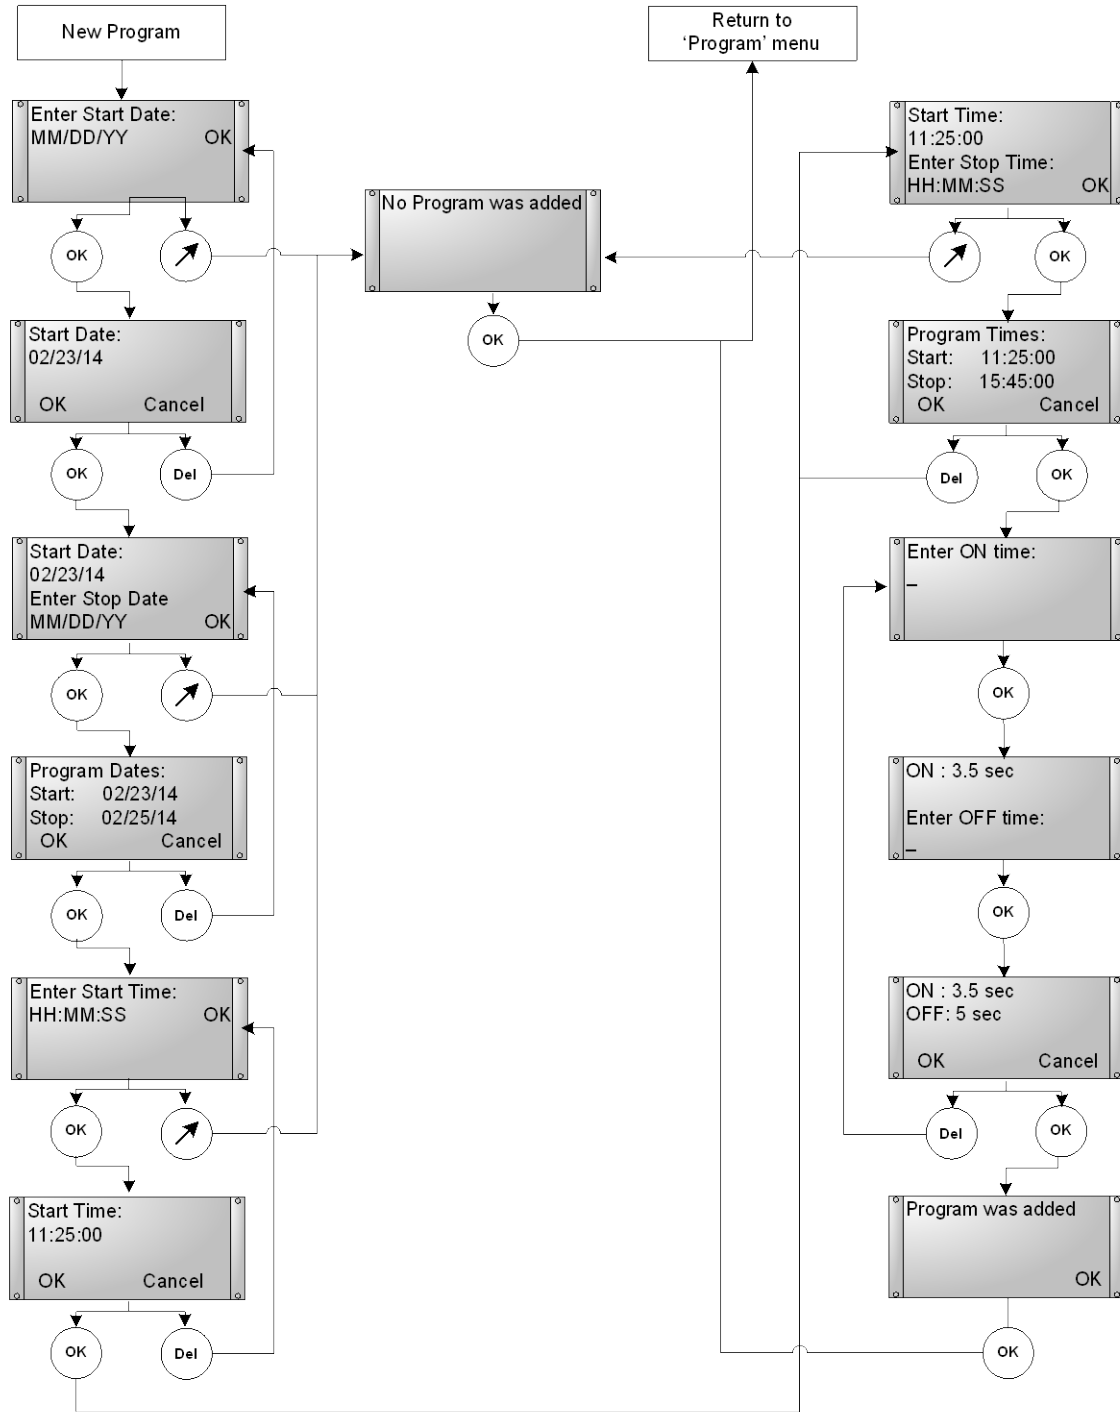 New Program
Enter Start Date:
MM/DD/YY OK
OK
Start Date:
02/23/14
OK Cancel
OK Del
Start Date:
02/23/14
Enter Stop Date
MM/DD/YY OK
OK
Program Dates:
Start: 02/23/14
Stop: 02/25/14
OK Cancel
OK Del
Enter Start Time:
HH:MM:SS OK
OK
Start Time:
11:25:00
OK Cancel
OK Del
No Program was added
OK
Return to
‘Program’ menu
Start Time:
11:25:00
Enter Stop Time:
HH:MM:SS OK
OK
Program Times:
Start: 11:25:00
Stop: 15:45:00
OK Cancel
Del OK
Enter ON time:
_
OK
ON : 3.5 sec
Enter OFF time:
_
OK
ON : 3.5 sec
OFF: 5 sec
OK Cancel
Del OK
Program was added
OK
OK